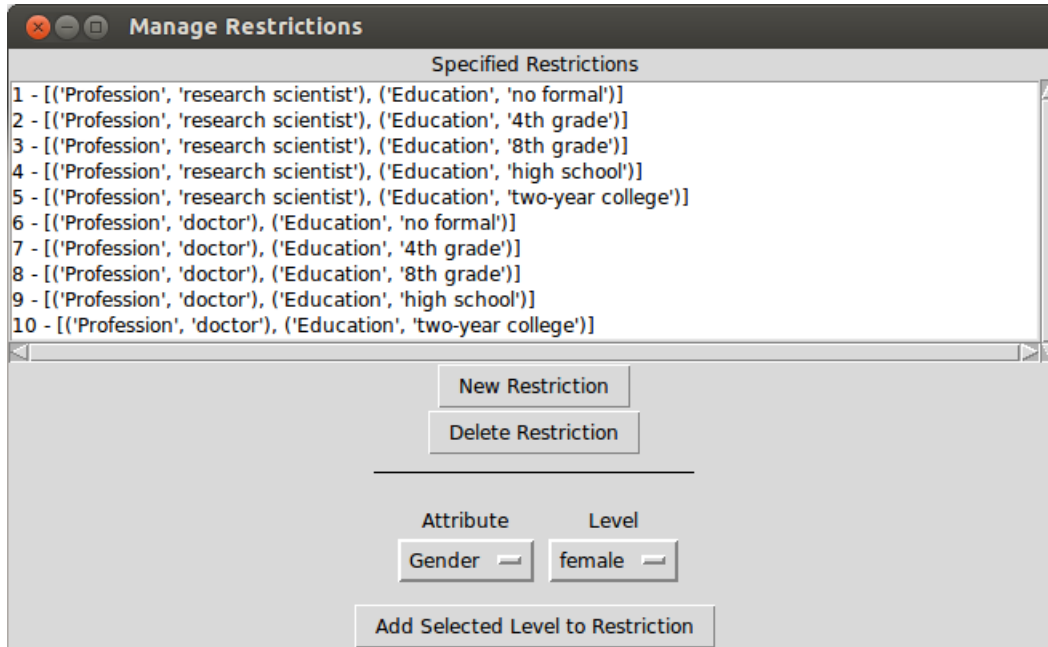 Manage Restrictions
Specified Restrictions
1 - [('Profession', 'research scientist'), ('Education', 'no formal')]
2 - [('Profession', 'research scientist'), ('Education', '4th grade')]
3 - [('Profession', 'research scientist'), ('Education', '8th grade')]
4 - [('Profession', 'research scientist'), ('Education', 'high school')]
5 - [('Profession', 'research scientist'), ('Education', 'two-year college')]
6 - [('Profession', 'doctor'), ('Education', 'no formal')]
7 - [('Profession', 'doctor'), ('Education', '4th grade')]
8 - [('Profession', 'doctor'), ('Education', '8th grade')]
9 - [('Profession', 'doctor'), ('Education', 'high school')]
10 - [('Profession', 'doctor'), ('Education', 'two-year college')]
New Restriction
Delete Restriction
Attribute Level
Gender female
Add Selected Level to Restriction